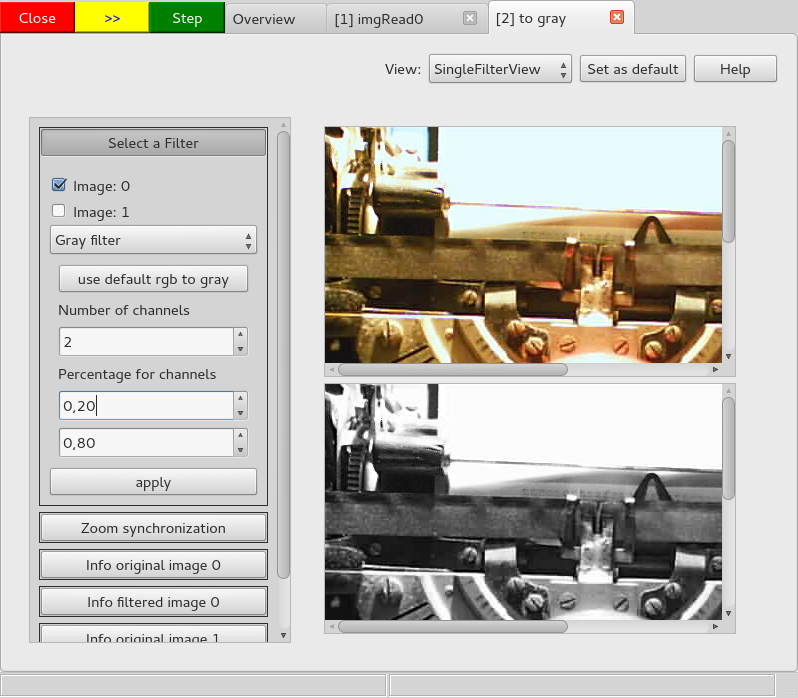 Close >> Step Overview [1] imgRead0 [2] to gray
View: SingleFilterView Set as default Help
Select a Filter
Image: 0
Image: 1
Gray filter
use default rgb to gray
Number of channels
2
Percentage for channels
0,20
0,80
apply
Zoom synchronization
Info original image 0
Info filtered image 0
Info original image 1